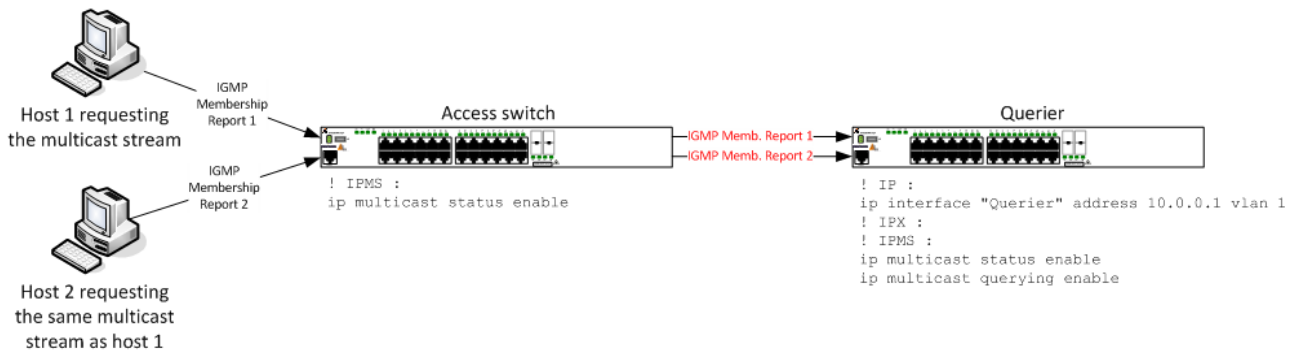 IGMP
Membership
Report 1
Host 1 requesting
the multicast stream
Access switch
Querier
IGMP Memb. Report 1
IGMP Memb. Report 2
IGMP
Membership
Report 2
! IPMS :
ip multicast status enable
! IP :
ip interface "Querier" address 10.0.0.1 vlan 1
! IPX :
! IPMS :
ip multicast status enable
ip multicast querying enable
Host 2 requesting
the same multicast
stream as host 1